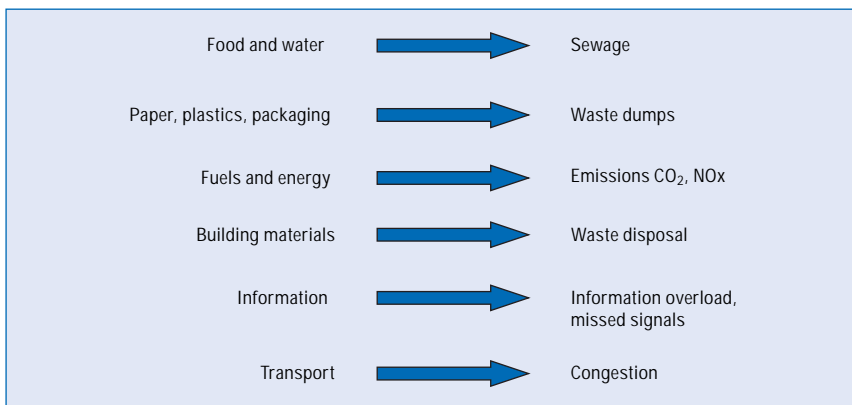 Food and water Sewage
Paper, plastics, packaging Waste dumps
Fuels and energy Emissions CO₂, NOx
Building materials Waste disposal
Information Information overload,
missed signals
Transport Congestion